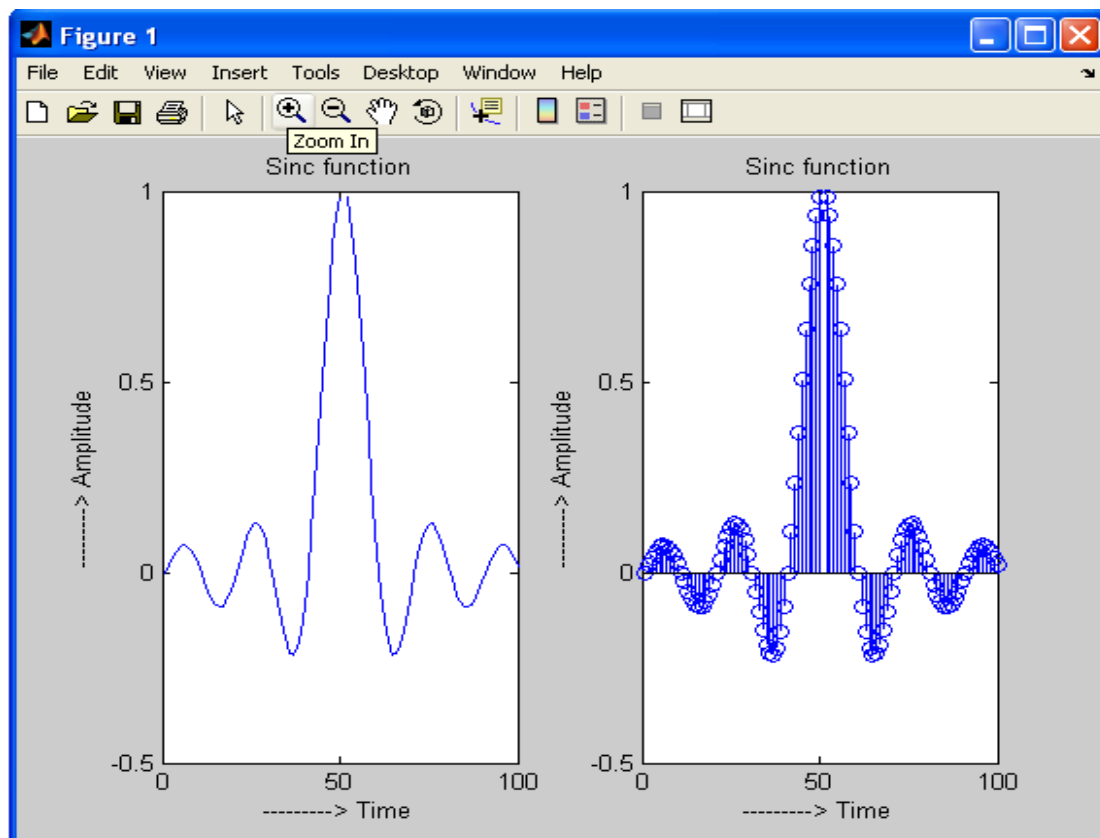 Figure 1
File Edit View Insert Tools Desktop Window Help
Zoom In
Sinc function
1
0.5
0
-0.5
0
50
100
--------> Amplitude
---------> Time
Sinc function
1
0.5
0
-0.5
0
50
100
--------> Amplitude
---------> Time